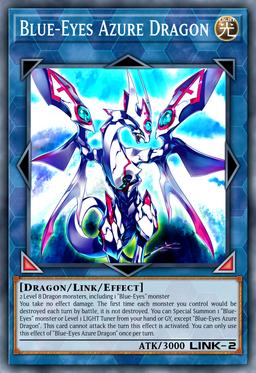 Blue-Eyes Azure Dragon
光
[Dragon/Link/Effect]
2 Level 8 Dragon monsters, including 1 "Blue-Eyes" monster
You take no effect damage. The first time each monster you control would be
destroyed each turn by battle, it is not destroyed. You can Special Summon 1 "Blue-
Eyes" monster or Level 1 LIGHT Tuner from your hand or GY, except "Blue-Eyes Azure
Dragon". This card cannot attack the turn this effect is activated. You can only use
this effect of "Blue-Eyes Azure Dragon" once per turn.
ATK/3000 LINK-2